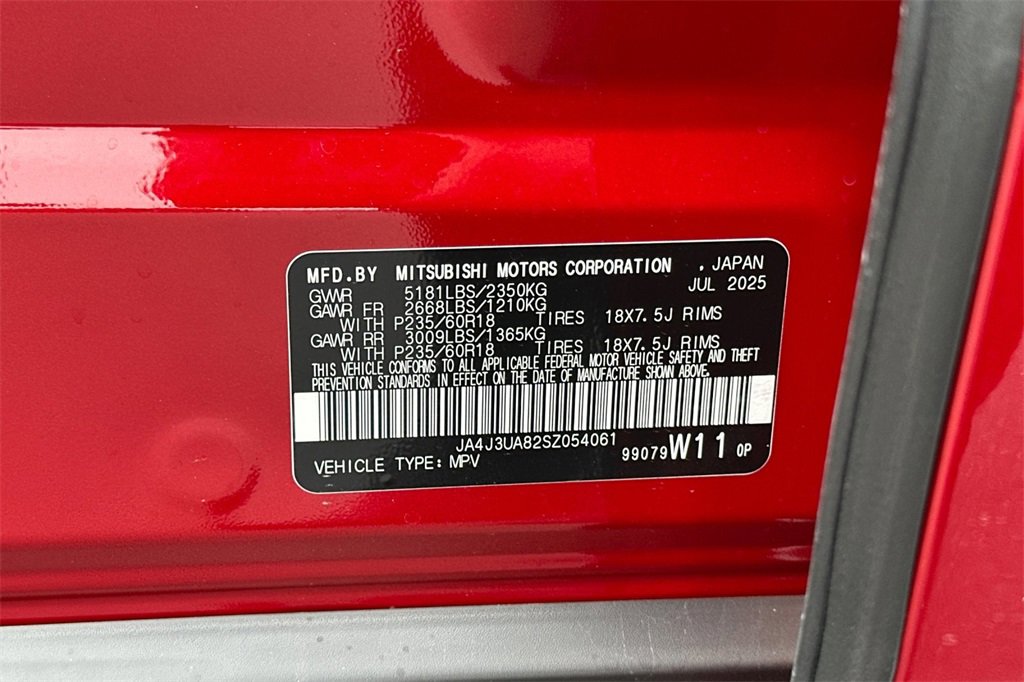 MFD.BY MITSUBISHI MOTORS CORPORATION , JAPAN
JUL 2025
GVWR 5181LBS/2350KG
GAWR FR 2668LBS/1210KG
WITH P235/60R18 TIRES 18X7.5J RIMS
GAWR RR 3009LBS/1365KG
WITH P235/60R18 TIRES 18X7.5J RIMS
THIS VEHICLE CONFORMS TO ALL APPLICABLE FEDERAL MOTOR VEHICLE SAFETY AND THEFT
PREVENTION STANDARDS IN EFFECT ON THE DATE OF MANUFACTURE SHOWN ABOVE.
JA4J3UA82SZ054061
VEHICLE TYPE: MPV 99079 W11 OP